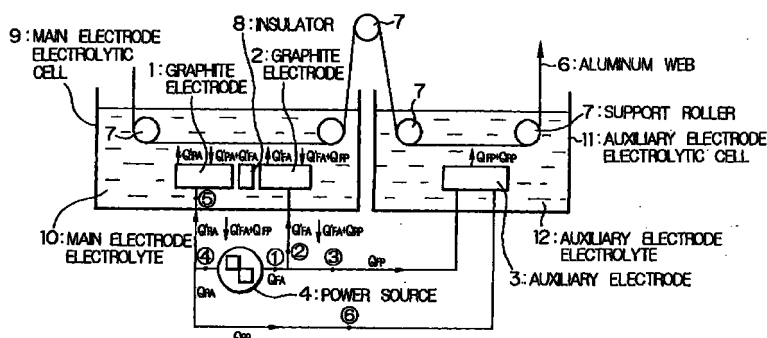 8:INSULATOR
9:MAIN ELECTRODE
ELECTROLYTIC
CELL
2:GRAPHITE
ELECTRODE
1:GRAPHITE
ELECTRODE
7
6:ALUMINUM WEB
7
7
7:SUPPORT ROLLER
11:AUXILIARY ELECTRODE
ELECTROLYTIC CELL
⑤
10:MAIN ELECTRODE
ELECTROLYTE
12:AUXILIARY ELECTRODE
ELECTROLYTE
④
①
②
③
QFP
QFA
3:AUXILIARY ELECTRODE
4:POWER SOURCE
QRA
⑥